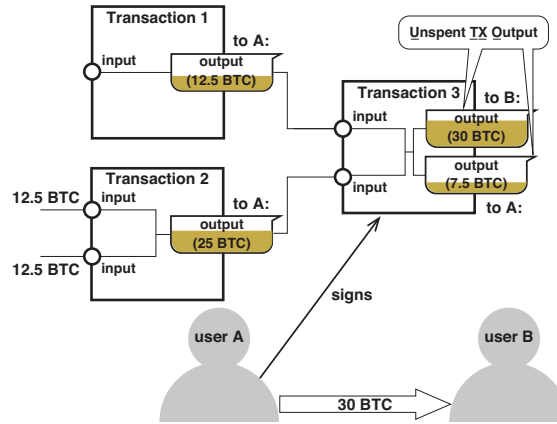 Transaction 1
to A:
input
output
(12.5 BTC)
Unspent TX Output
Transaction 3
to B:
input
output
(30 BTC)
input
output
(7.5 BTC)
to A:
Transaction 2
12.5 BTC
input
to A:
output
(25 BTC)
12.5 BTC
input
signs
user A
user B
30 BTC